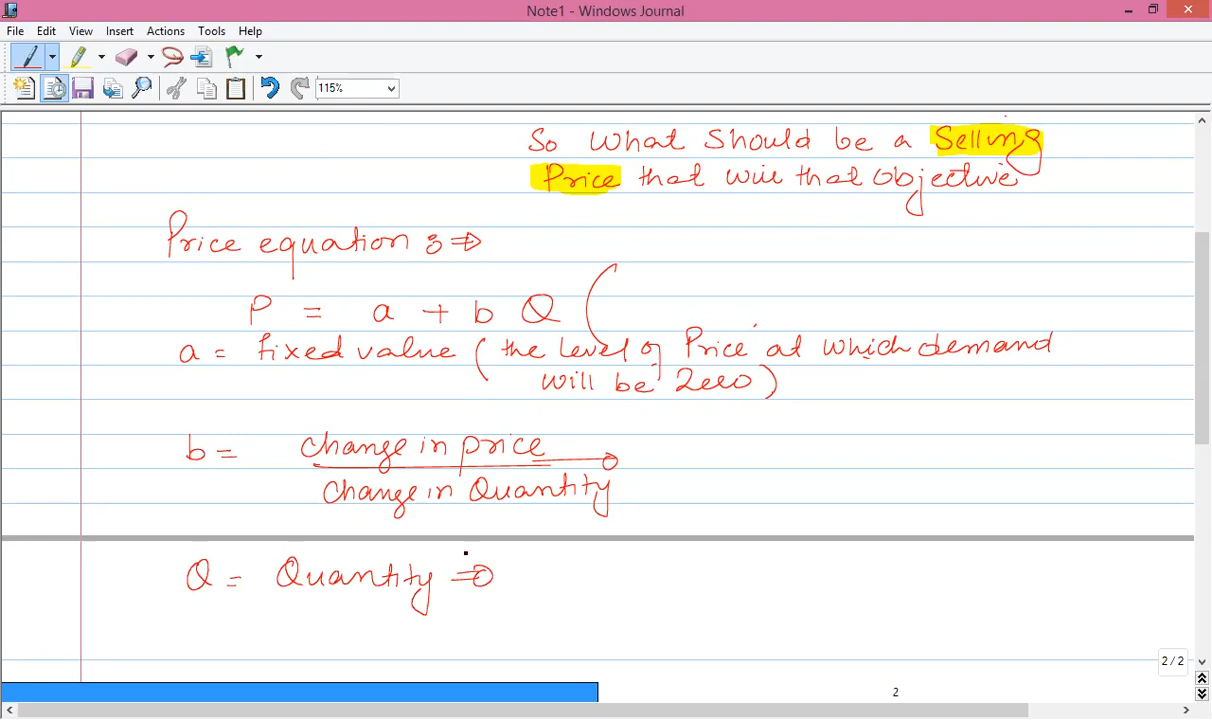 Note1 - Windows Journal
File Edit View Insert Actions Tools Help
115%
So What Should be a Selling
Price that will that objective
Price equation :⇒
P = a + b Q (
a = fixed value ( the level of Price at which demand
will be Zero )
b = change in price
change in Quantity
Q = Quantity ⇒
2 / 2
2